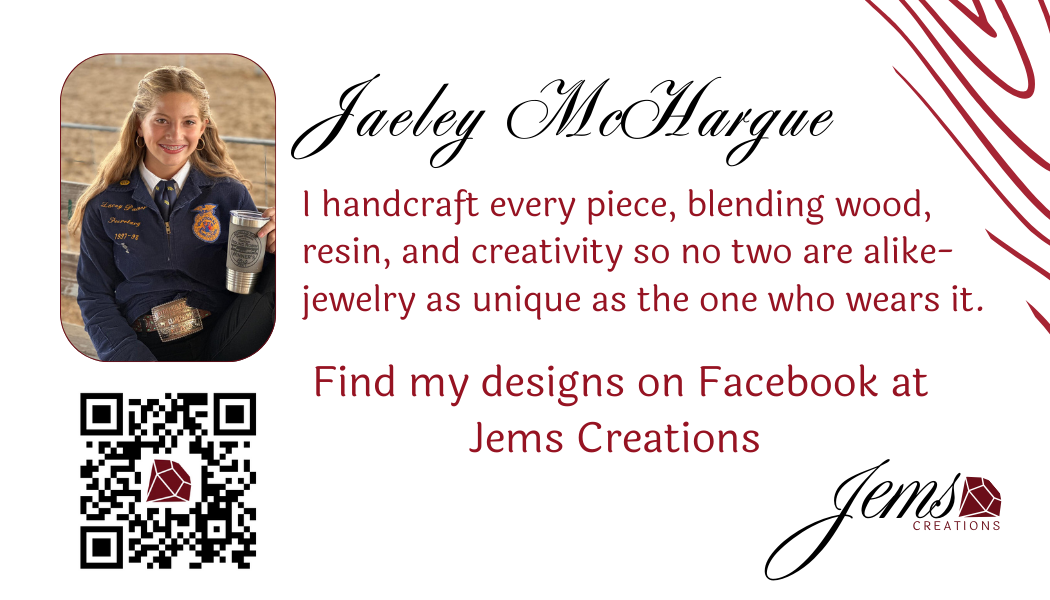 Jaeley McHargue
I handcraft every piece, blending wood,
resin, and creativity so no two are alike-
jewelry as unique as the one who wears it.
Find my designs on Facebook at
Jems Creations
Jems
CREATIONS